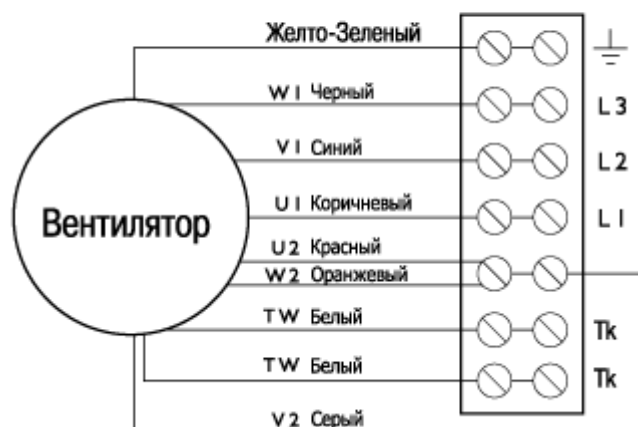 Желто-Зеленый
W1 Черный L3
V1 Синий L2
Вентилятор
U1 Коричневый L1
U2 Красный
W2 Оранжевый
TW Белый Tk
TW Белый Tk
V2 Серый